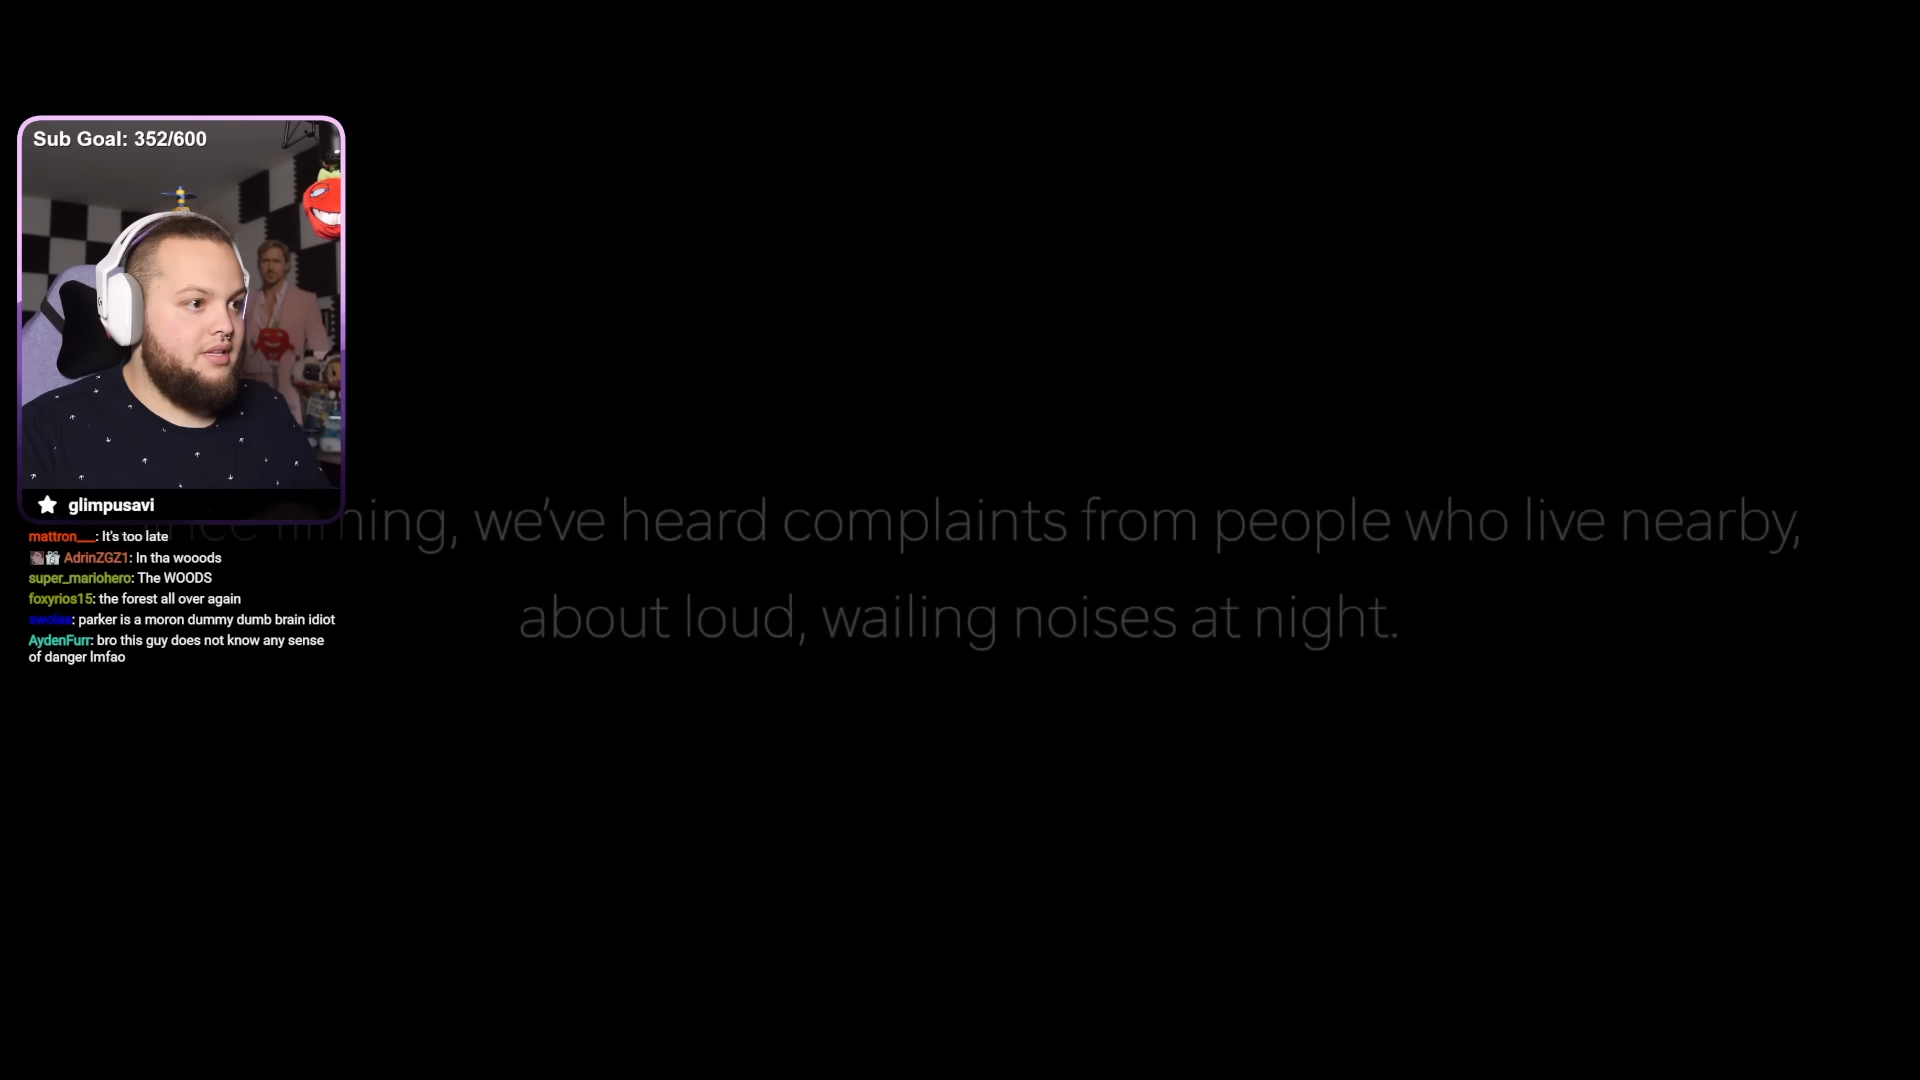 Sub Goal: 352/600
glimpusavi
filming, we've heard complaints from people who live nearby,
about loud, wailing noises at night.
mattron___: It's too late
AdrinZGZ1: In tha wooods
super_mariohero: The WOODS
foxyrios15: the forest all over again
: parker is a moron dummy dumb brain idiot
AydenFurr: bro this guy does not know any sense
of danger lmfao